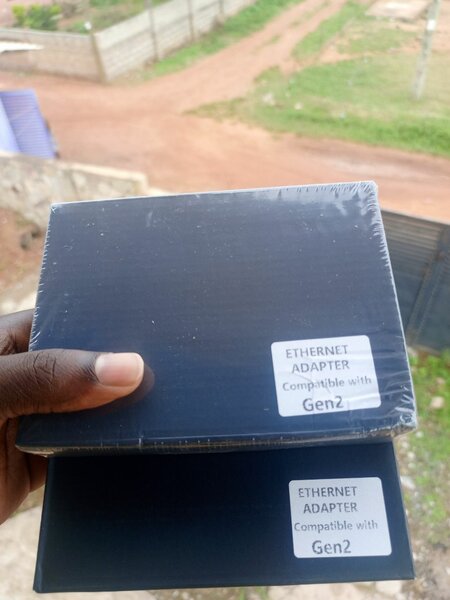 ETHERNET
ADAPTER
Compatible with
Gen2
ETHERNET
ADAPTER
Compatible with
Gen2